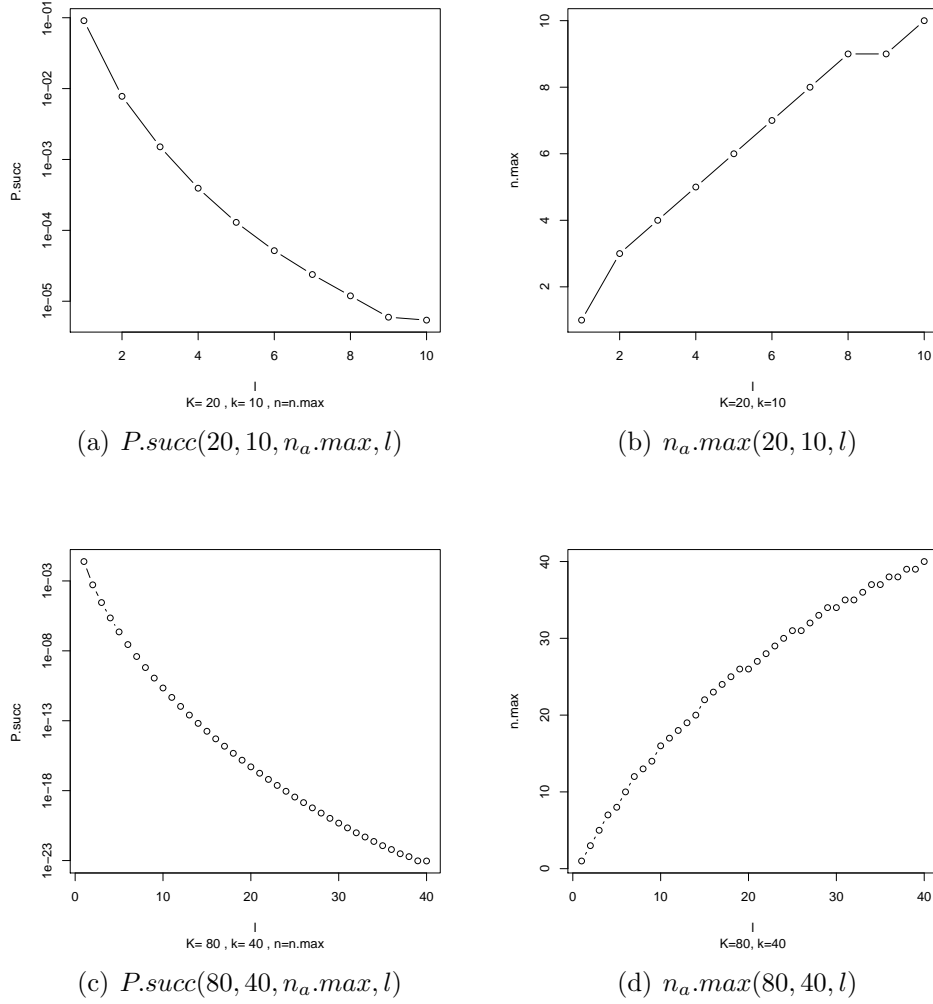 1e−01
1e−02
1e−03
1e−04
1e−05
P.succ
2 4 6 8 10
l
K= 20 , k= 10 , n=n.max
(a) P.succ(20, 10, n_a.max, l)
10
8
6
4
2
n.max
2 4 6 8 10
l
K=20, k=10
(b) n_a.max(20, 10, l)
1e−03
1e−08
1e−13
1e−18
1e−23
P.succ
0 10 20 30 40
l
K= 80 , k= 40 , n=n.max
(c) P.succ(80, 40, n_a.max, l)
40
30
20
10
0
n.max
0 10 20 30 40
l
K=80, k=40
(d) n_a.max(80, 40, l)